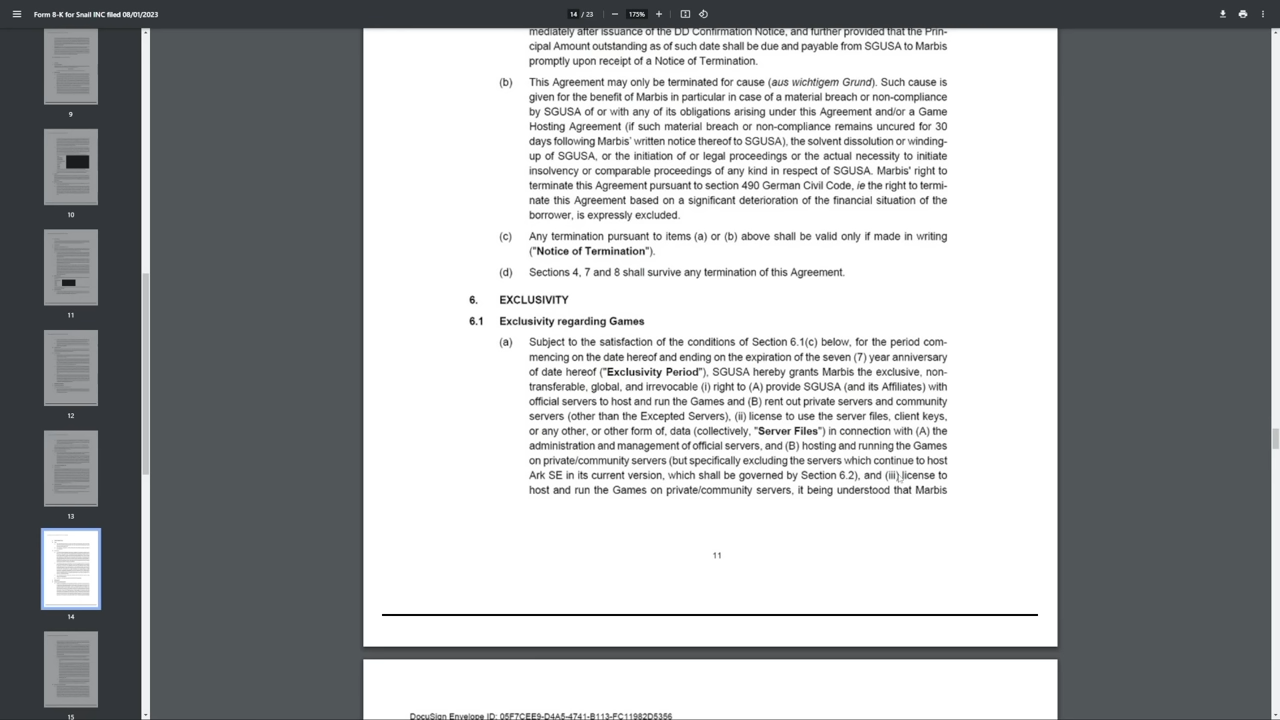 Form 8-K for Snail INC filed 08/01/2023
14 / 23
175%
mediately after issuance of the DD Confirmation Notice, and further provided that the Prin-
cipal Amount outstanding as of such date shall be due and payable from SGUSA to Marbis
promptly upon receipt of a Notice of Termination.
(b) This Agreement may only be terminated for cause (aus wichtigem Grund). Such cause is
given for the benefit of Marbis in particular in case of a material breach or non-compliance
by SGUSA of or with any of its obligations arising under this Agreement and/or a Game
Hosting Agreement (if such material breach or non-compliance remains uncured for 30
days following Marbis' written notice thereof to SGUSA), the solvent dissolution or winding-
up of SGUSA, or the initiation of or legal proceedings or the actual necessity to initiate
insolvency or comparable proceedings of any kind in respect of SGUSA. Marbis' right to
terminate this Agreement pursuant to section 490 German Civil Code, ie the right to termi-
nate this Agreement based on a significant deterioration of the financial situation of the
borrower, is expressly excluded.
(c) Any termination pursuant to items (a) or (b) above shall be valid only if made in writing
("Notice of Termination").
(d) Sections 4, 7 and 8 shall survive any termination of this Agreement.
6. EXCLUSIVITY
6.1 Exclusivity regarding Games
(a) Subject to the satisfaction of the conditions of Section 6.1(c) below, for the period com-
mencing on the date hereof and ending on the expiration of the seven (7) year anniversary
of date hereof ("Exclusivity Period"), SGUSA hereby grants Marbis the exclusive, non-
transferable, global, and irrevocable (i) right to (A) provide SGUSA (and its Affiliates) with
official servers to host and run the Games and (B) rent out private servers and community
servers (other than the Excepted Servers), (ii) license to use the server files, client keys,
or any other, or other form of, data (collectively, "Server Files") in connection with (A) the
administration and management of official servers, and (B) hosting and running the Games
on private/community servers (but specifically excluding the servers which continue to host
Ark SE in its current version, which shall be governed by Section 6.2), and (iii) license to
host and run the Games on private/community servers, it being understood that Marbis
11
DocuSign Envelope ID: 05F7CEE9-D4A5-4741-B113-FC11982D5356
9
10
11
12
13
14
15